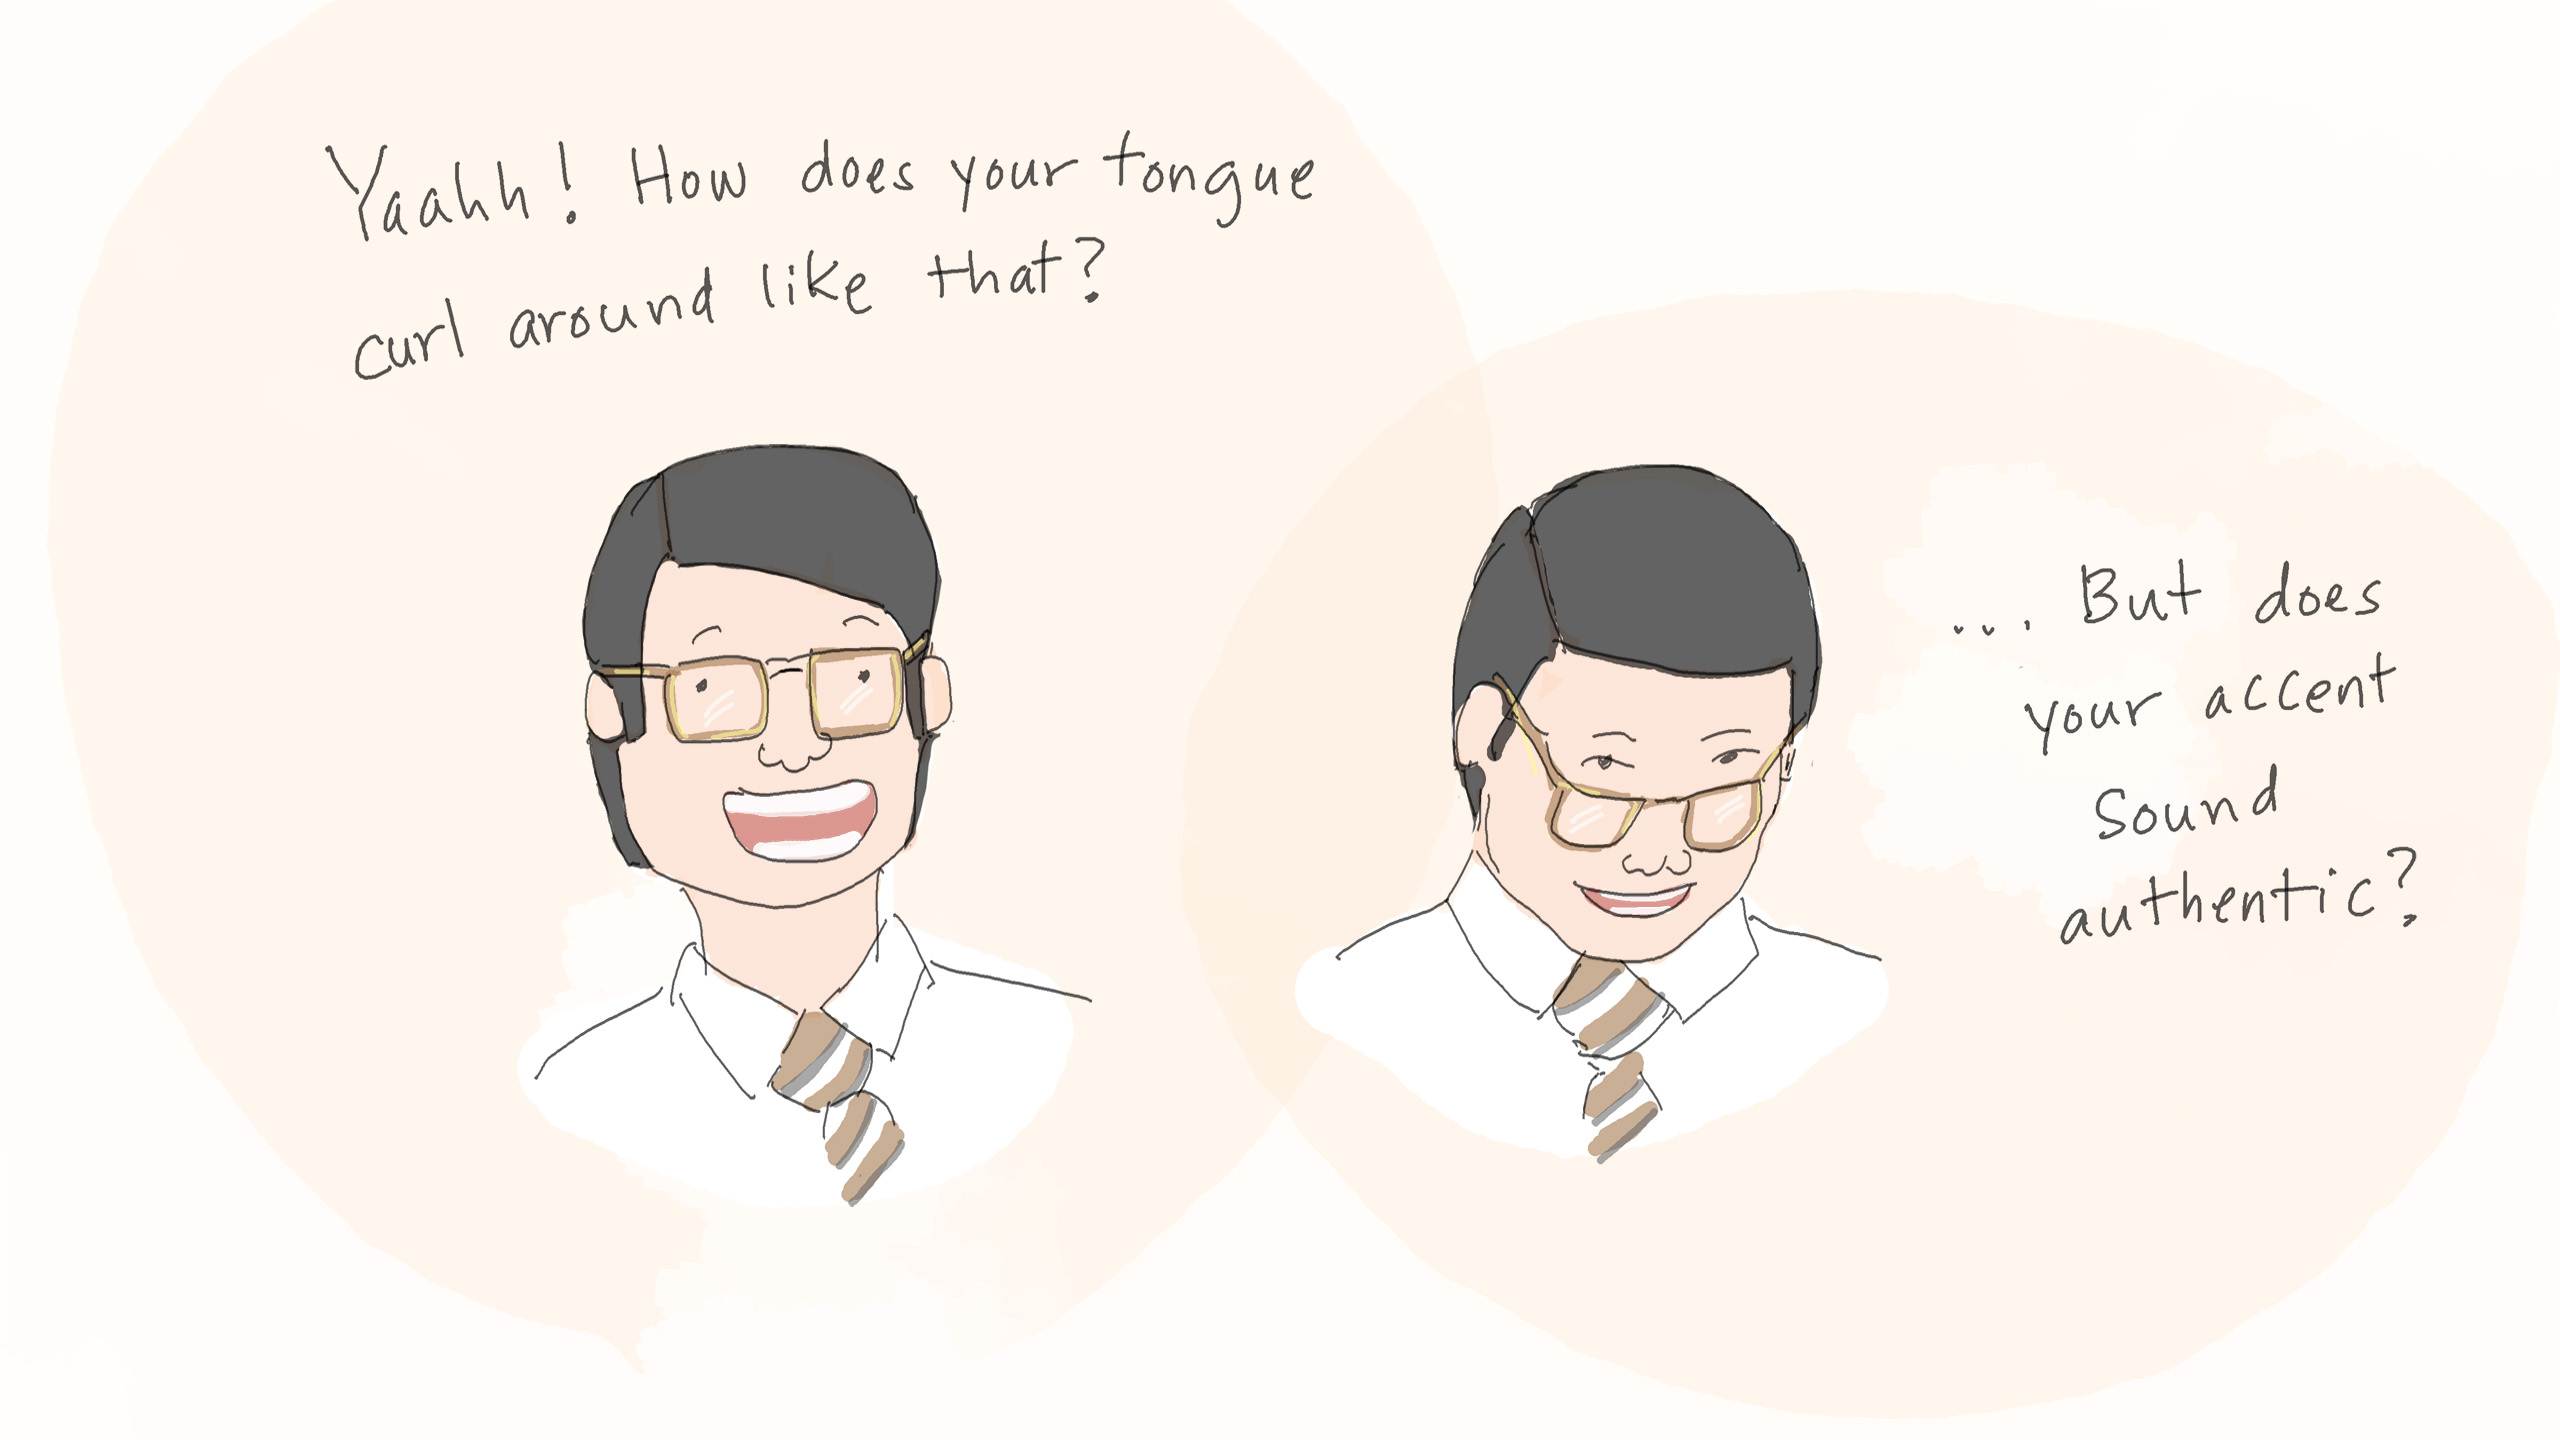 Yaahh! How does your tongue
curl around like that?
... But does
your accent
Sound
authentic?